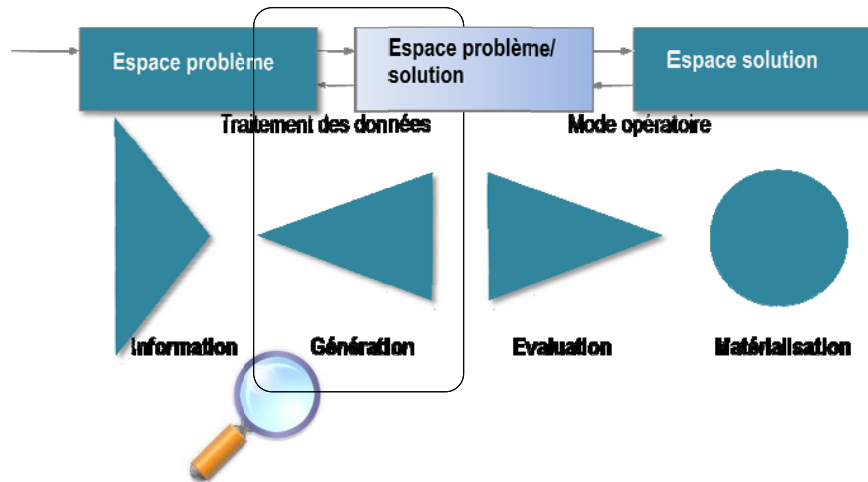 Espace problème
Espace problème/
solution
Espace solution
Traitement des données
Mode opératoire
Information
Génération
Evaluation
Matérialisation